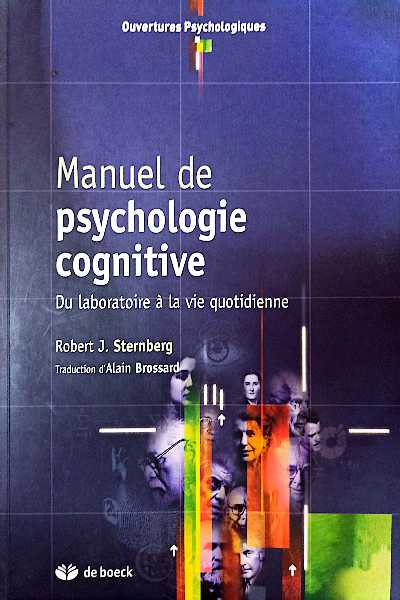 Ouvertures Psychologiques
Manuel de
psychologie
cognitive
Du laboratoire à la vie quotidienne
Robert J. Sternberg
Traduction d'Alain Brossard
de boeck